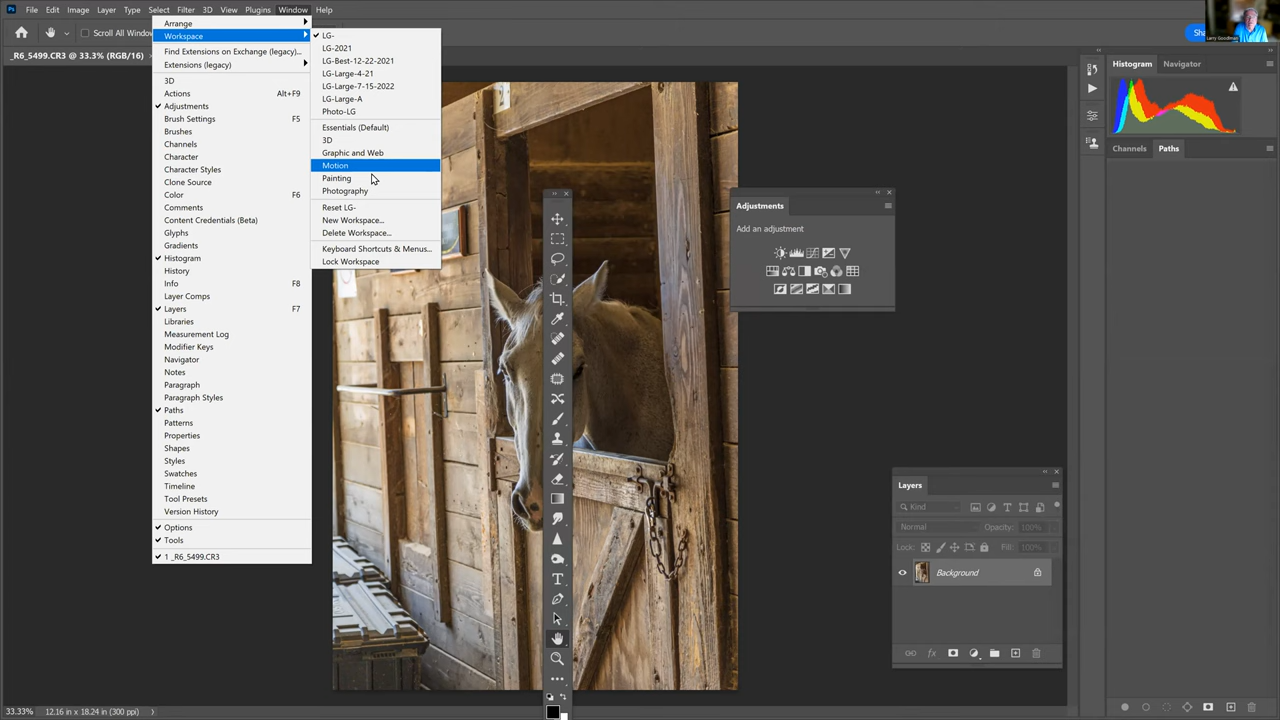 Ps File Edit Image Layer Type Select Filter 3D View Plugins Window Help
Scroll All Windo
Sha
Larry Goodman
_R6_5499.CR3 @ 33.3% (RGB/16)
Arrange
Workspace
Find Extensions on Exchange (legacy)...
Extensions (legacy)
3D
Actions Alt+F9
Adjustments
Brush Settings F5
Brushes
Channels
Character
Character Styles
Clone Source
Color F6
Comments
Content Credentials (Beta)
Glyphs
Gradients
Histogram
History
Info F8
Layer Comps
Layers F7
Libraries
Measurement Log
Modifier Keys
Navigator
Notes
Paragraph
Paragraph Styles
Paths
Patterns
Properties
Shapes
Styles
Swatches
Timeline
Tool Presets
Version History
Options
Tools
1 _R6_5499.CR3
LG-
LG-2021
LG-Best-12-22-2021
LG-Large-4-21
LG-Large-7-15-2022
LG-Large-A
Photo-LG
Essentials (Default)
3D
Graphic and Web
Motion
Painting
Photography
Reset LG-
New Workspace...
Delete Workspace...
Keyboard Shortcuts & Menus...
Lock Workspace
Adjustments
Add an adjustment
Histogram Navigator
Channels Paths
Layers
Kind
Normal Opacity: 100%
Lock: Fill: 100%
Background
fx
33.33% 12.16 in x 18.24 in (300 ppi)